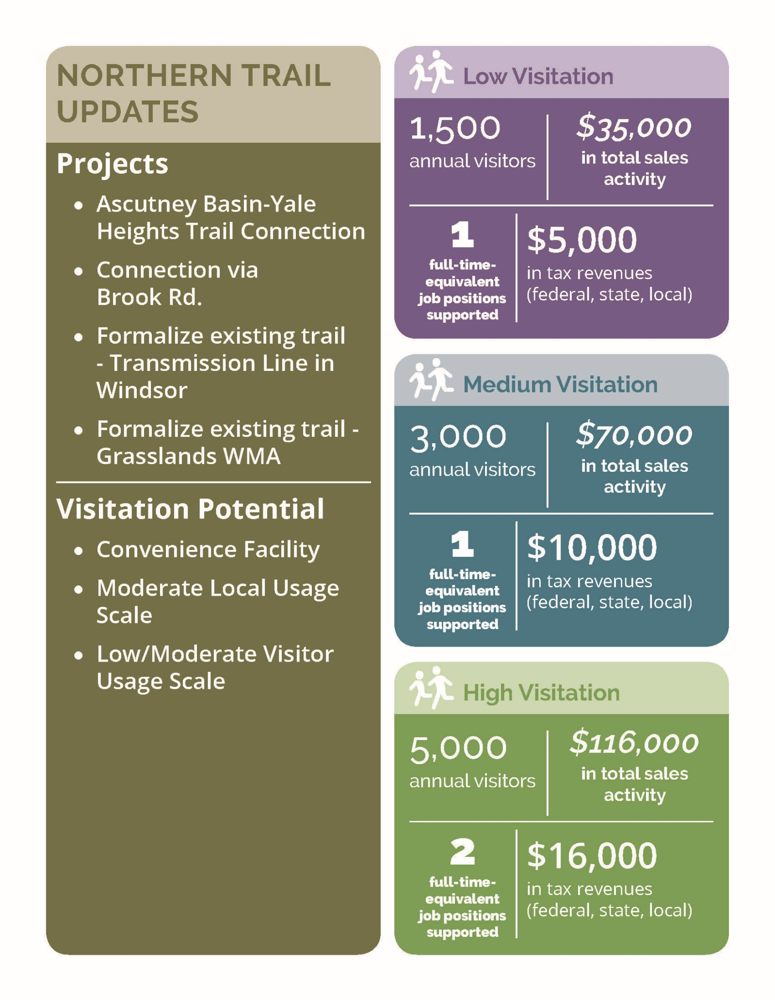 NORTHERN TRAIL
UPDATES
Projects
• Ascutney Basin-Yale
Heights Trail Connection
• Connection via
Brook Rd.
• Formalize existing trail
- Transmission Line in
Windsor
• Formalize existing trail -
Grasslands WMA
Visitation Potential
• Convenience Facility
• Moderate Local Usage
Scale
• Low/Moderate Visitor
Usage Scale
Low Visitation
1,500
annual visitors
$35,000
in total sales
activity
1
full-time-
equivalent
job positions
supported
$5,000
in tax revenues
(federal, state, local)
Medium Visitation
3,000
annual visitors
$70,000
in total sales
activity
1
full-time-
equivalent
job positions
supported
$10,000
in tax revenues
(federal, state, local)
High Visitation
5,000
annual visitors
$116,000
in total sales
activity
2
full-time-
equivalent
job positions
supported
$16,000
in tax revenues
(federal, state, local)